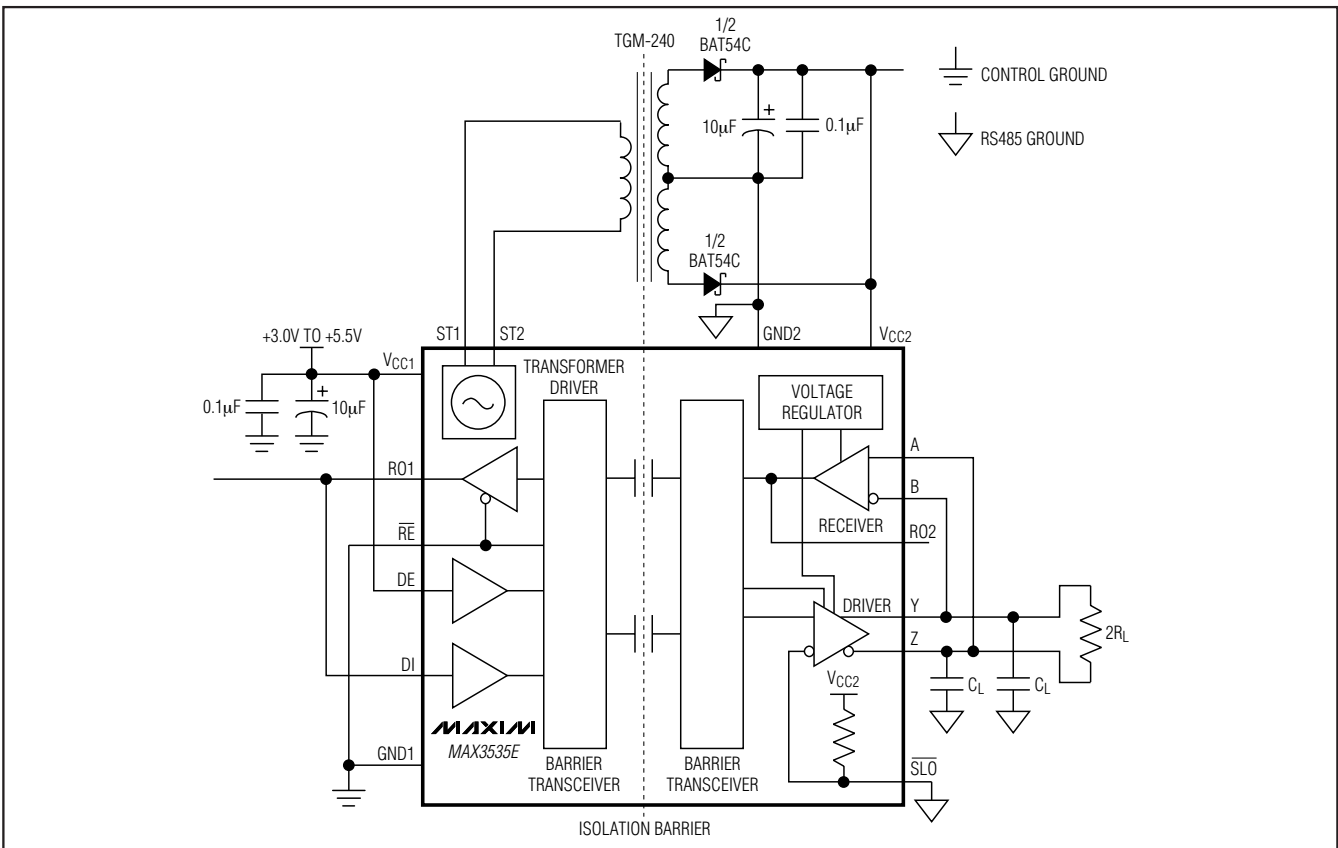 TGM-240
1/2
BAT54C
CONTROL GROUND
10μF
+
0.1μF
RS485 GROUND
1/2
BAT54C
ST1
ST2
GND2
VCC2
+3.0V TO +5.5V
VCC1
TRANSFORMER
DRIVER
VOLTAGE
REGULATOR
0.1μF
+
10μF
A
RO1
B
RECEIVER
RO2
RE
DE
DRIVER
Y
2RL
Z
DI
VCC2
CL
CL
MAXIM
MAX3535E
GND1
BARRIER
TRANSCEIVER
BARRIER
TRANSCEIVER
SLO
ISOLATION BARRIER